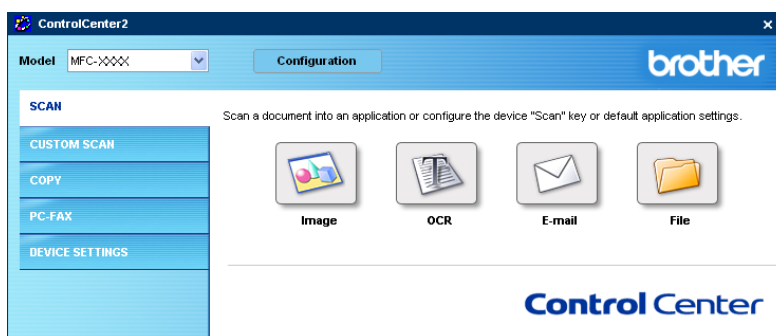 ControlCenter2
Model MFC-XXXX Configuration brother
SCAN
CUSTOM SCAN
COPY
PC-FAX
DEVICE SETTINGS
Scan a document into an application or configure the device "Scan" key or default application settings.
Image OCR E-mail File
Control Center